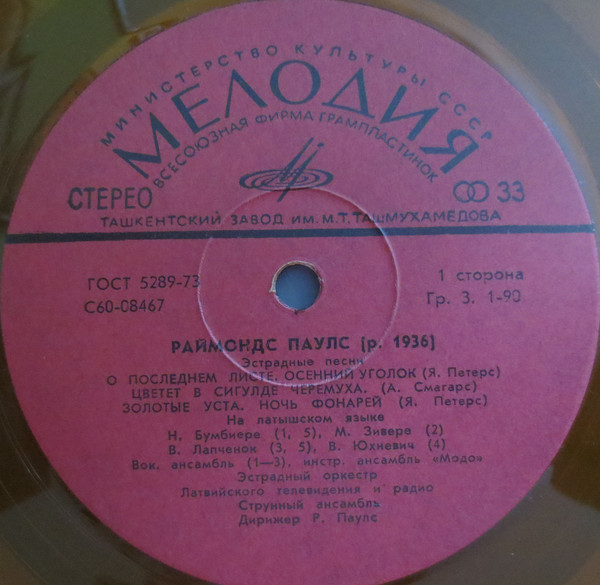 МИНИСТЕРСТВО КУЛЬТУРЫ СССР
МЕЛОДИЯ
ВСЕСОЮЗНАЯ ФИРМА ГРАМПЛАСТИНОК
СТЕРЕО 33
ТАШКЕНТСКИЙ ЗАВОД ИМ. М.Т.ТАШМУХАМЕДОВА
ГОСТ 5289-73 1 сторона
С60-08467 Гр. 3. 1-90
РАЙМОНДС ПАУЛС (р. 1936)
Эстрадные песни
О ПОСЛЕДНЕМ ЛИСТЕ. ОСЕННИЙ УГОЛОК (Я. Петерс)
ЦВЕТЕТ В СИГУЛДЕ ЧЕРЕМУХА. (А. Смагарс)
ЗОЛОТЫЕ УСТА. НОЧЬ ФОНАРЕЙ (Я. Петерс)
На латышском языке
Н. Бумбиере (1, 5), М. Зивере (2)
В. Лапченок (3, 5), В. Юхневич (4)
Вок. ансамбль (1—3), инстр. ансамбль «Модо»
Эстрадный оркестр
Латвийского телевидения и радио
Струнный ансамбль
Дирижер Р. Паулс